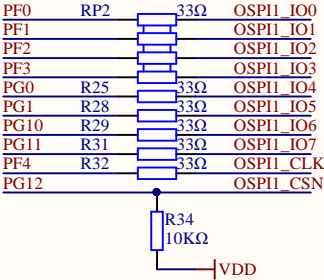 PF0 RP2 33Ω OSPI1_IO0
PF1 OSPI1_IO1
PF2 OSPI1_IO2
PF3 33Ω OSPI1_IO3
PG0 R25 33Ω OSPI1_IO4
PG1 R28 33Ω OSPI1_IO5
PG10 R29 33Ω OSPI1_IO6
PG11 R31 33Ω OSPI1_IO7
PF4 R32 33Ω OSPI1_CLK
PG12 OSPI1_CSN
R34
10KΩ
VDD